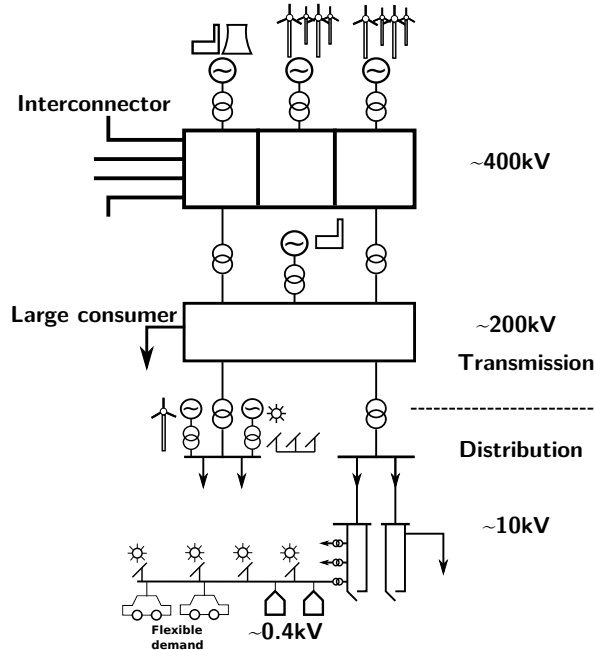 Interconnector
~400kV
Large consumer
~200kV
Transmission
Distribution
~10kV
~0.4kV
Flexible
demand